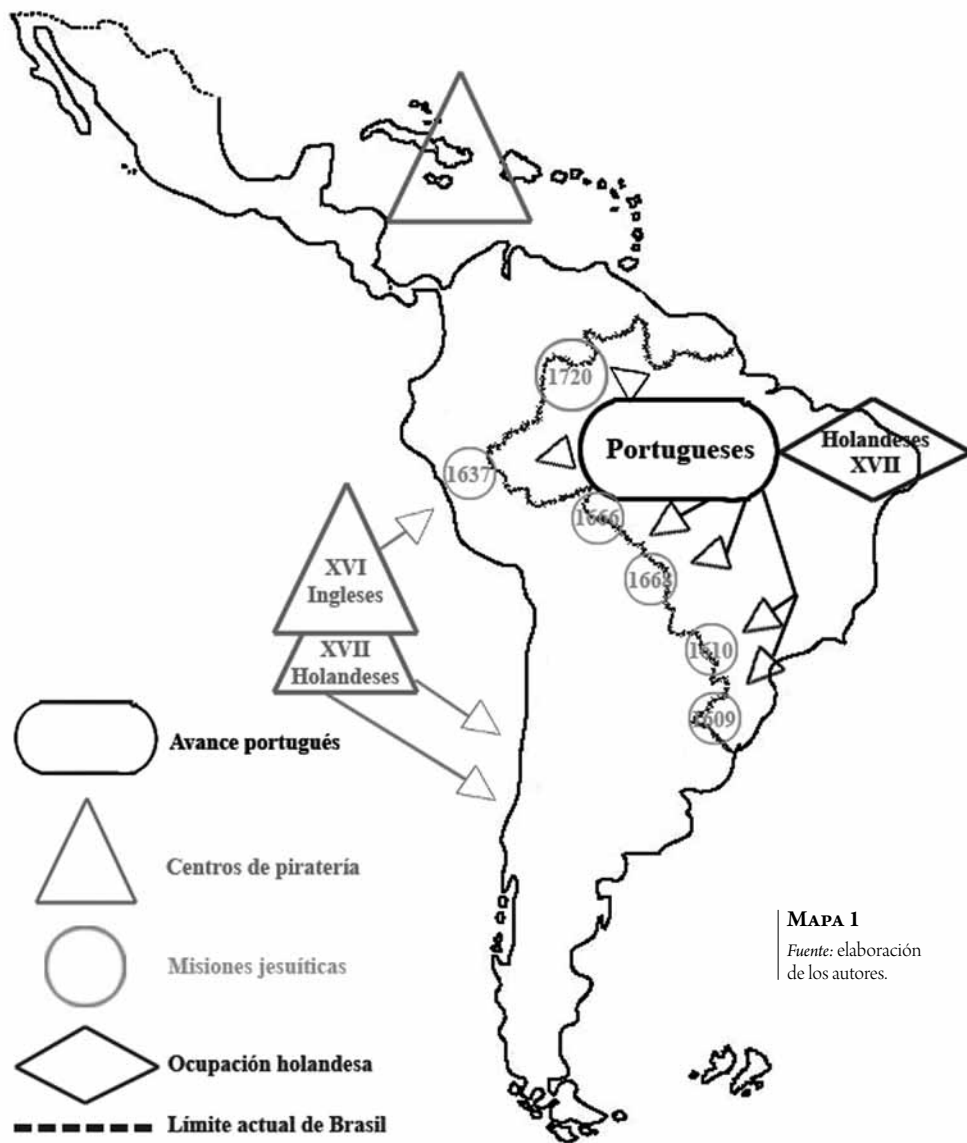 1720
Portugueses
Holandeses
XVII
1637
1666
XVI
Ingleses
1668
XVII
Holandeses
1610
1609
Avance portugués
Centros de piratería
Misiones jesuíticas
Ocupación holandesa
Límite actual de Brasil
MAPA 1
Fuente: elaboración
de los autores.